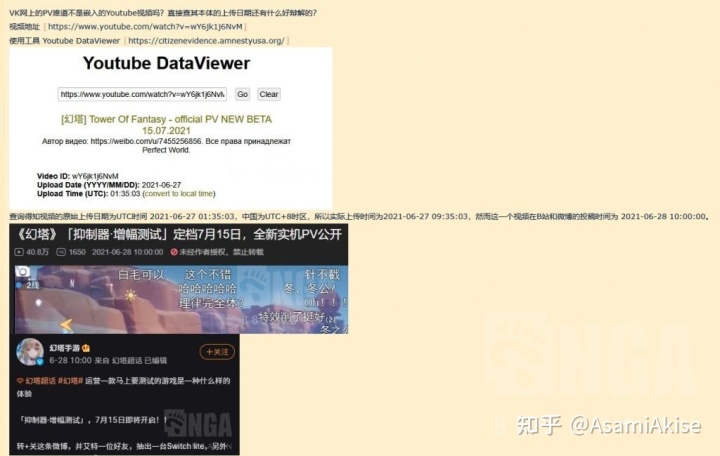 VK网上的PV难道不是嵌入的Youtube视频吗？直接查其本体的上传日期还有什么好辩解的？
视频地址 [https://www.youtube.com/watch?v=wY6jk1j6NvM]
使用工具 Youtube DataViewer [https://citizenevidence.amnestyusa.org/]
Youtube DataViewer
https://www.youtube.com/watch?v=wY6jk1j6NvM Go Clear
[幻塔] Tower Of Fantasy - official PV NEW BETA
15.07.2021
Автор видео: https://weibo.com/u/7455256856. Все права принадлежат
Perfect World.
Video ID: wY6jk1j6NvM
Upload Date (YYYY/MM/DD): 2021-06-27
Upload Time (UTC): 01:35:03 (convert to local time)
查询得知视频的原始上传日期为UTC时间 2021-06-27 01:35:03，中国为UTC+8时区，所以实际上传时间为2021-06-27 09:35:03，然而这一个视频在B站和微博的投稿时间为 2021-06-28 10:00:00。
《幻塔》「抑制器·增幅测试」定档7月15日，全新实机PV公开
40.8万 1650 2021-06-28 10:00:00 未经作者授权，禁止转载
白毛可以 这个不错 针不戳
哈哈哈哈哈 冬、冬公！
理律完全体？
特效削了挺好
幻塔手游
6-28 10:00 来自 幻塔超话 已编辑
+关注
幻塔超话 #幻塔# 运营一款马上要测试的游戏是一种什么样的
体验
「抑制器·增幅测试」，7月15日即将开启！！
转+关这条微博，并艾特一位好友，抽出一台Switch lite。另外
NGA
NGA
知乎 @AsamiAkise